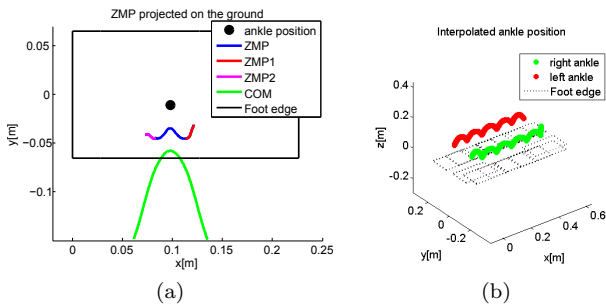 ZMP projected on the ground
ankle position
ZMP
ZMP1
ZMP2
COM
Foot edge
0.05
0
−0.05
−0.1
y[m]
0
0.05
0.1
0.15
0.2
0.25
x[m]
(a)
Interpolated ankle position
right ankle
left ankle
Foot edge
0.4
0.2
0
-0.2
z[m]
0.2
0
-0.2
y[m]
0
0.2
0.4
0.6
x[m]
(b)